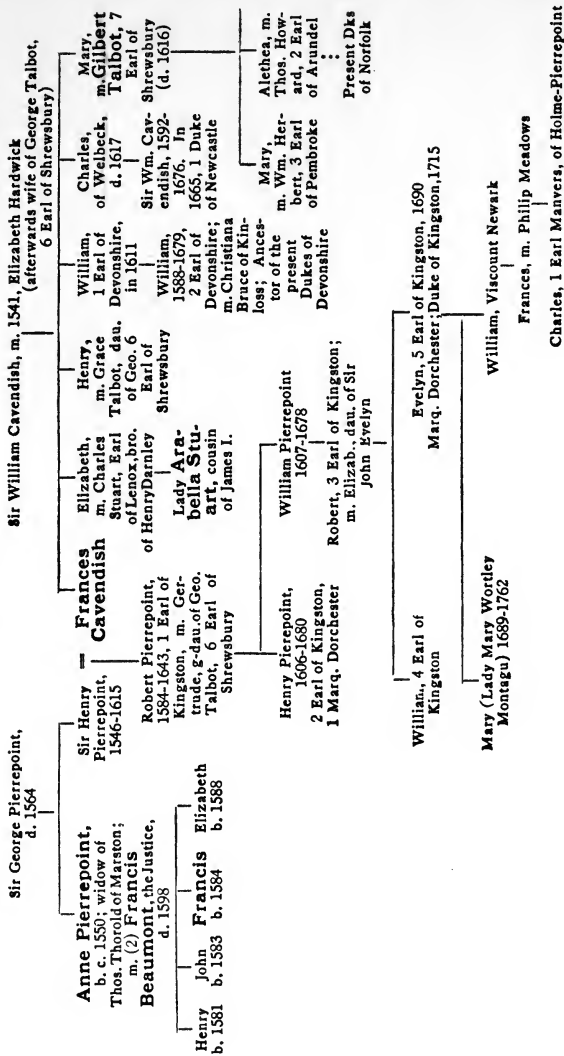 Sir George Pierrepoint,
d. 1564
Sir William Cavendish, m. 1541, Elizabeth Hardwick
(afterwards wife of George Talbot,
6 Earl of Shrewsbury)
Anne Pierrepoint,
b. c. 1550; widow of
Thos. Thorold of Marston;
m. (2) Francis
Beaumont, the Justice,
d. 1598
Sir Henry
Pierrepoint,
1546-1615
=
Frances
Cavendish
Elizabeth,
m. Charles
Stuart, Earl
of Lenox, bro.
of Henry Darnley
Henry,
m. Grace
Talbot, dau.
of Geo. 6
Earl of
Shrewsbury
William,
1 Earl of
Devonshire,
in 1611
Charles,
of Welbeck,
d. 1617
Mary,
m. Gilbert
Talbot, 7
Earl of
Shrewsbury
(d. 1616)
Henry
b. 1581
John
b. 1583
Francis
b. 1584
Elizabeth
b. 1588
Robert Pierrepoint,
1584-1643, 1 Earl of
Kingston, m. Ger-
trude, g-dau. of Geo.
Talbot, 6 Earl of
Shrewsbury
Lady Ara-
bella Stu-
art, cousin
of James I.
William,
1588-1679,
2 Earl of
Devonshire;
m. Christiana
Bruce of Kin-
loss; Ances-
tor of the
present
Dukes of
Devonshire
Sir Wm. Cav-
endish, 1592-
1676. In
1665, 1 Duke
of Newcastle
Mary,
m. Wm. Her-
bert, 3 Earl
of Pembroke
Alethea, m.
Thos. How-
ard, 2 Earl
of Arundel
Present Dks
of Norfolk
Henry Pierepoint,
1606-1680
2 Earl of Kingston,
1 Marq. Dorchester
William Pierrepoint
1607-1678
Robert, 3 Earl of Kingston;
m. Elizab., dau. of Sir
John Evelyn
Willian., 4 Earl of
Kingston
Evelyn, 5 Earl of Kingston, 1690
Marq. Dorchester; Duke of Kingston, 1715
Mary (Lady Mary Wortley
Montagu) 1689-1762
William, Viscount Newark
Frances, m. Philip Meadows
Charles, 1 Earl Manvers, of Holme-Pierrepoint